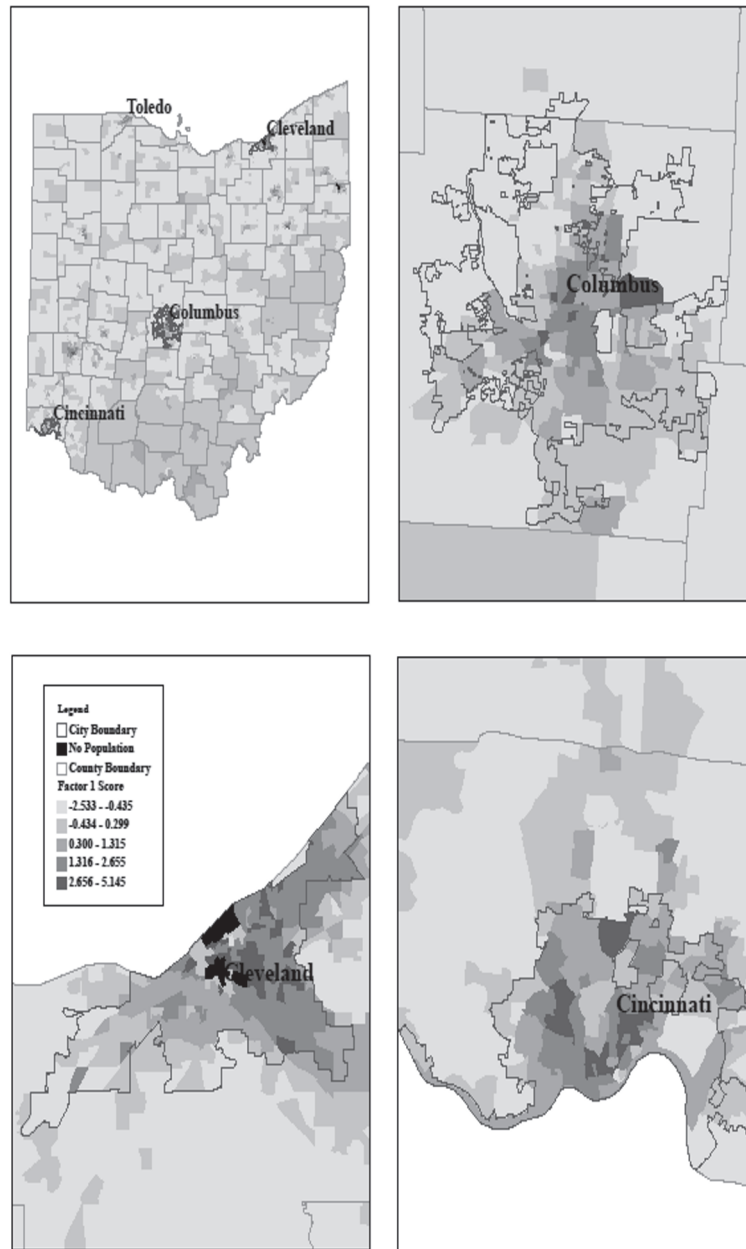 Toledo
Cleveland
Columbus
Cincinnati
Columbus
Legend
City Boundary
No Population
County Boundary
Factor 1 Score
-2.533 - -0.435
-0.434 - 0.299
0.300 - 1.315
1.316 - 2.655
2.656 - 5.145
Cleveland
Cincinnati